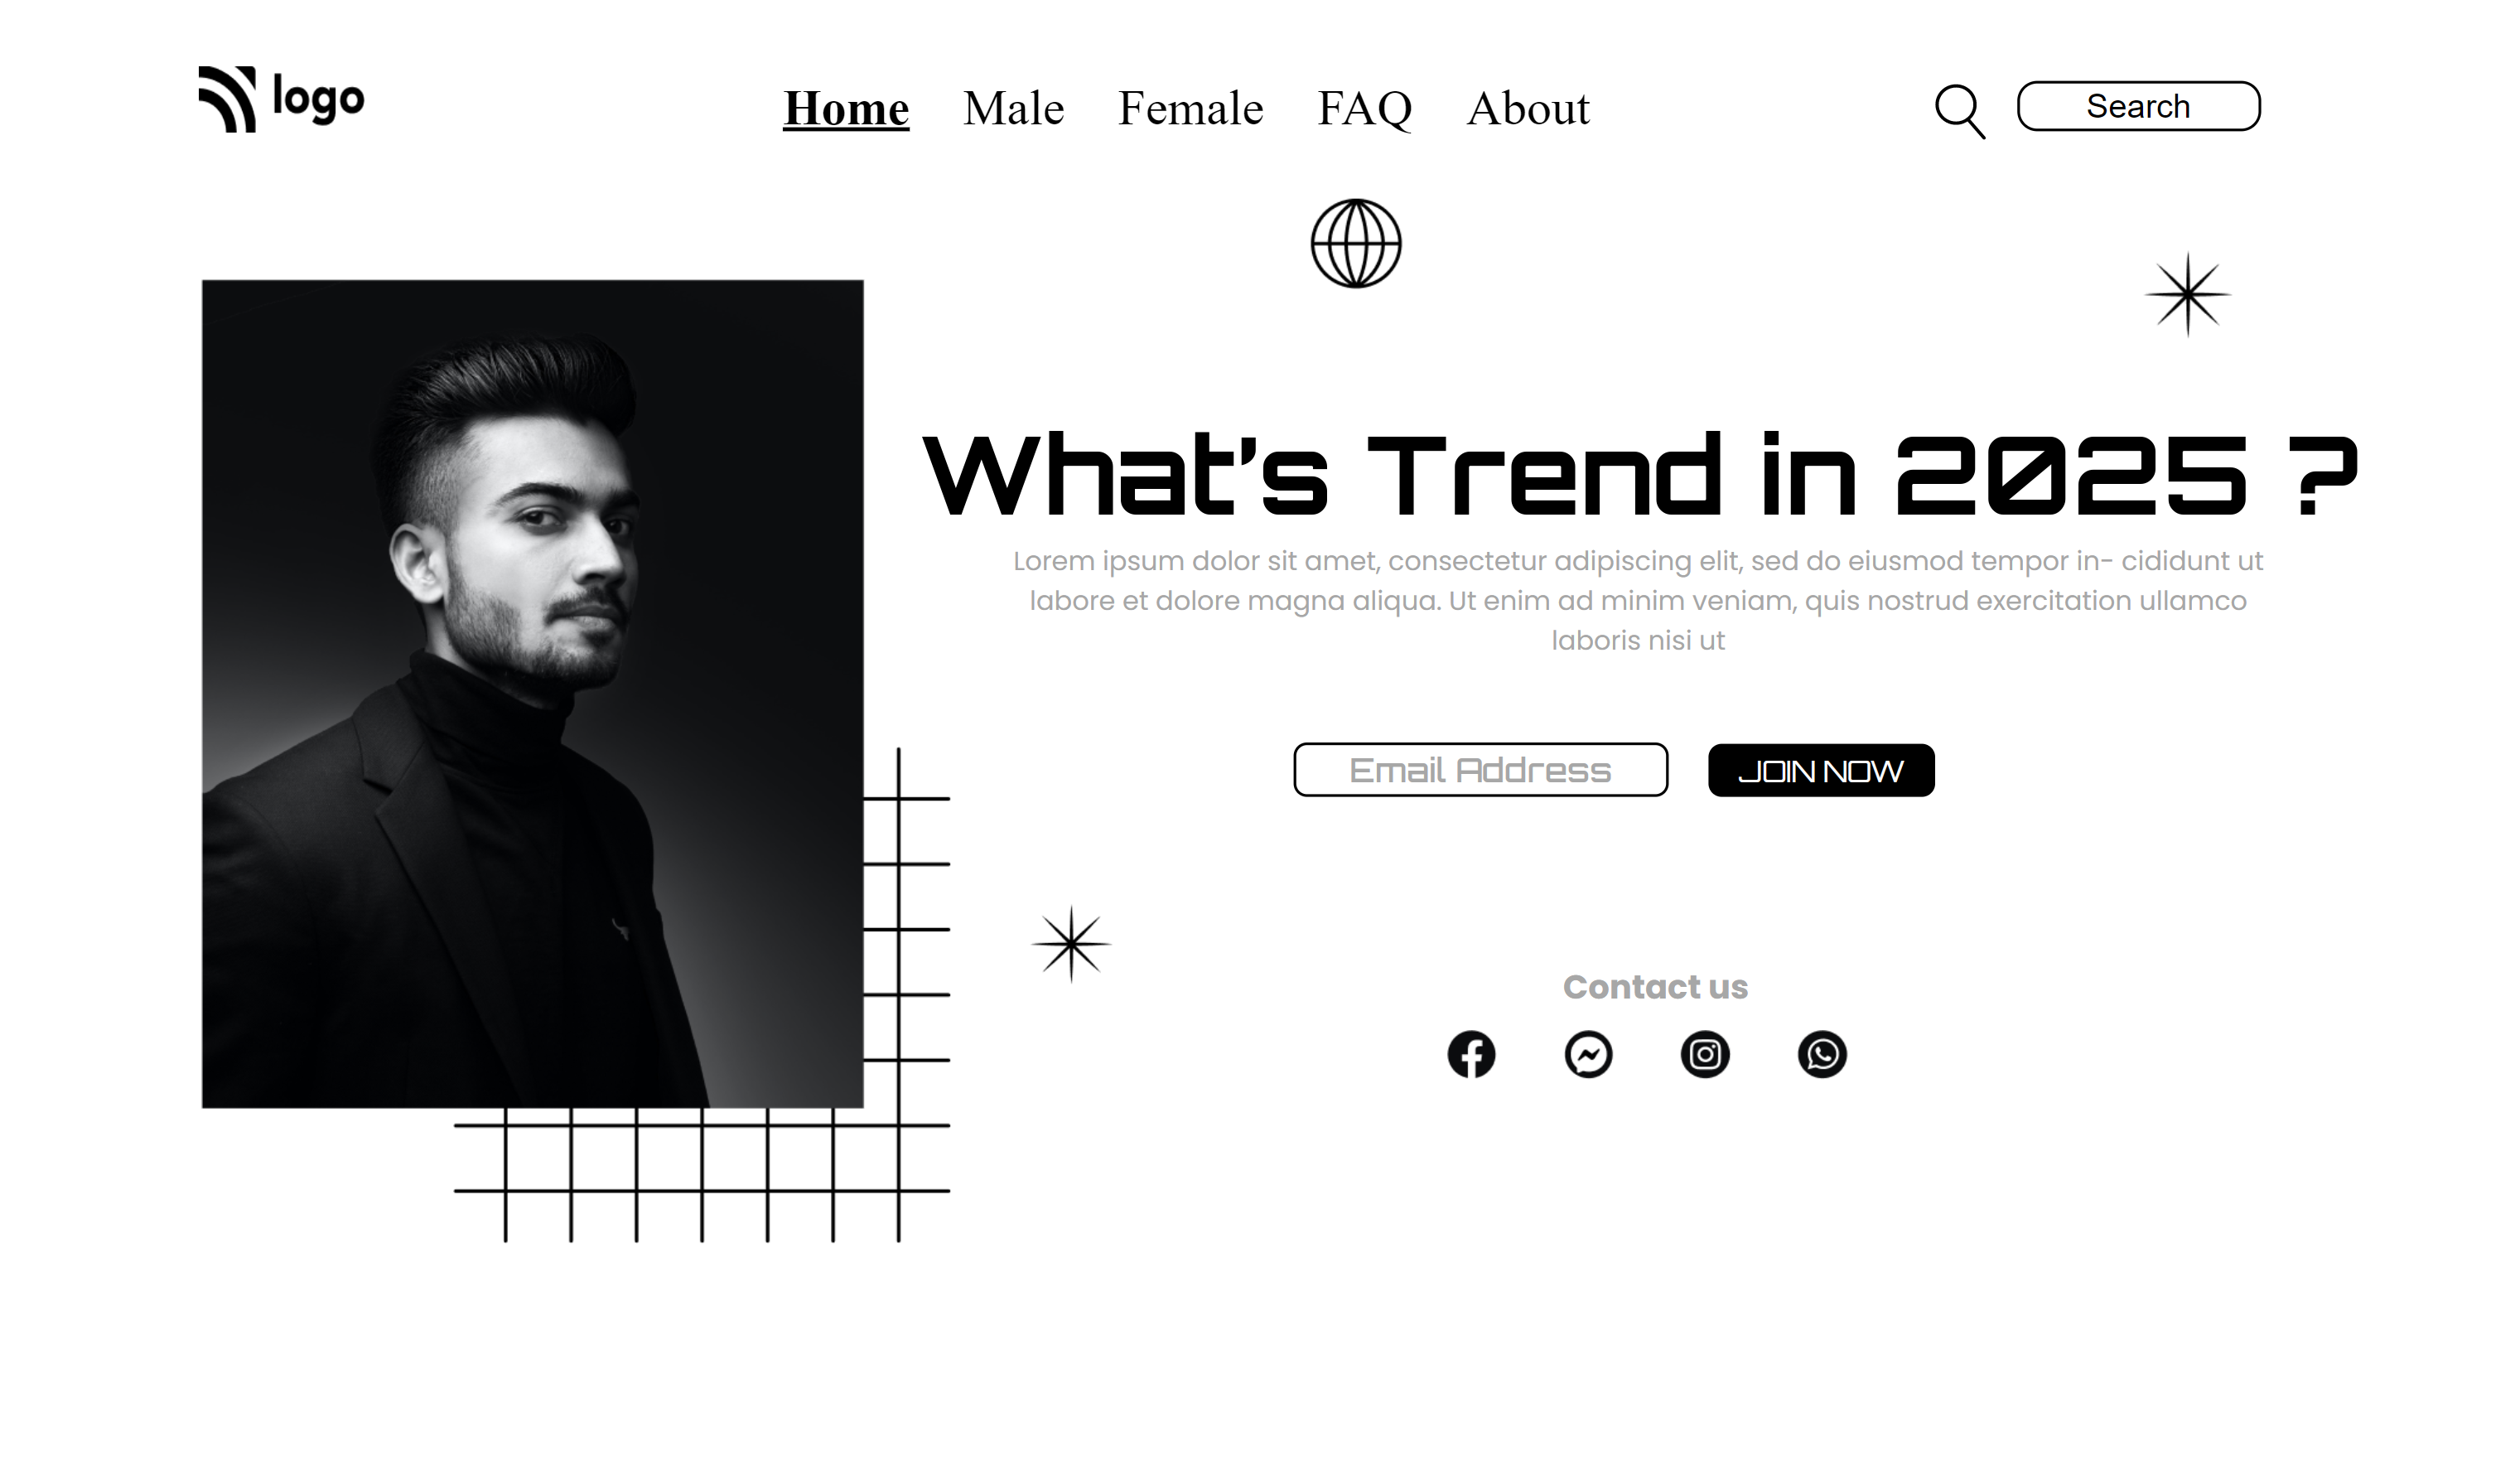 logo
Home Male Female FAQ About
Search
What's Trend in 2025 ?
Lorem ipsum dolor sit amet, consectetur adipiscing elit, sed do eiusmod tempor in- cididunt ut
labore et dolore magna aliqua. Ut enim ad minim veniam, quis nostrud exercitation ullamco
laboris nisi ut
Email Address
JOIN NOW
Contact us